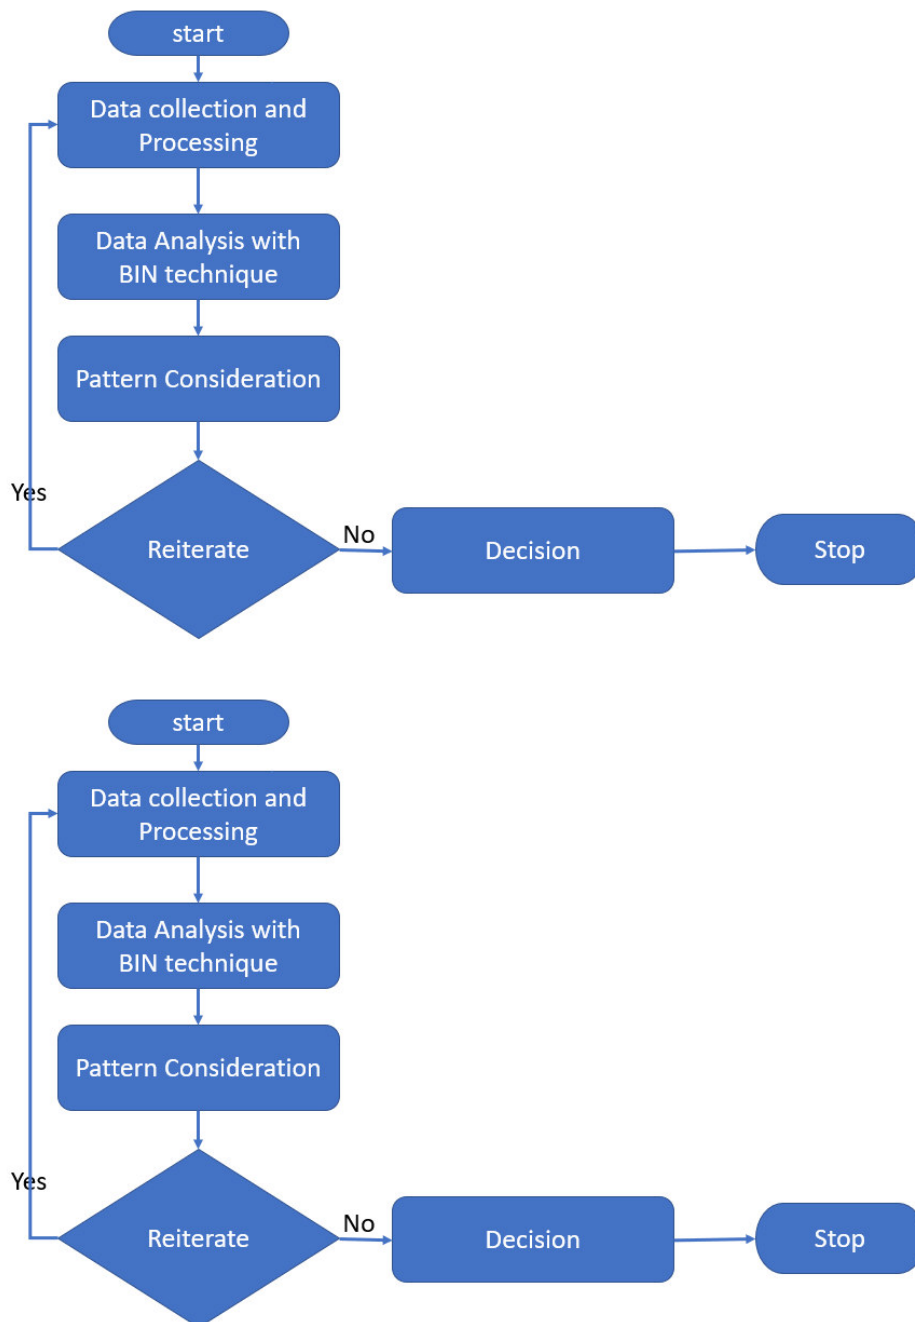 start
Data collection and
Processing
Data Analysis with
BIN technique
Pattern Consideration
Yes
Reiterate
No
Decision
Stop
start
Data collection and
Processing
Data Analysis with
BIN technique
Pattern Consideration
Yes
Reiterate
No
Decision
Stop